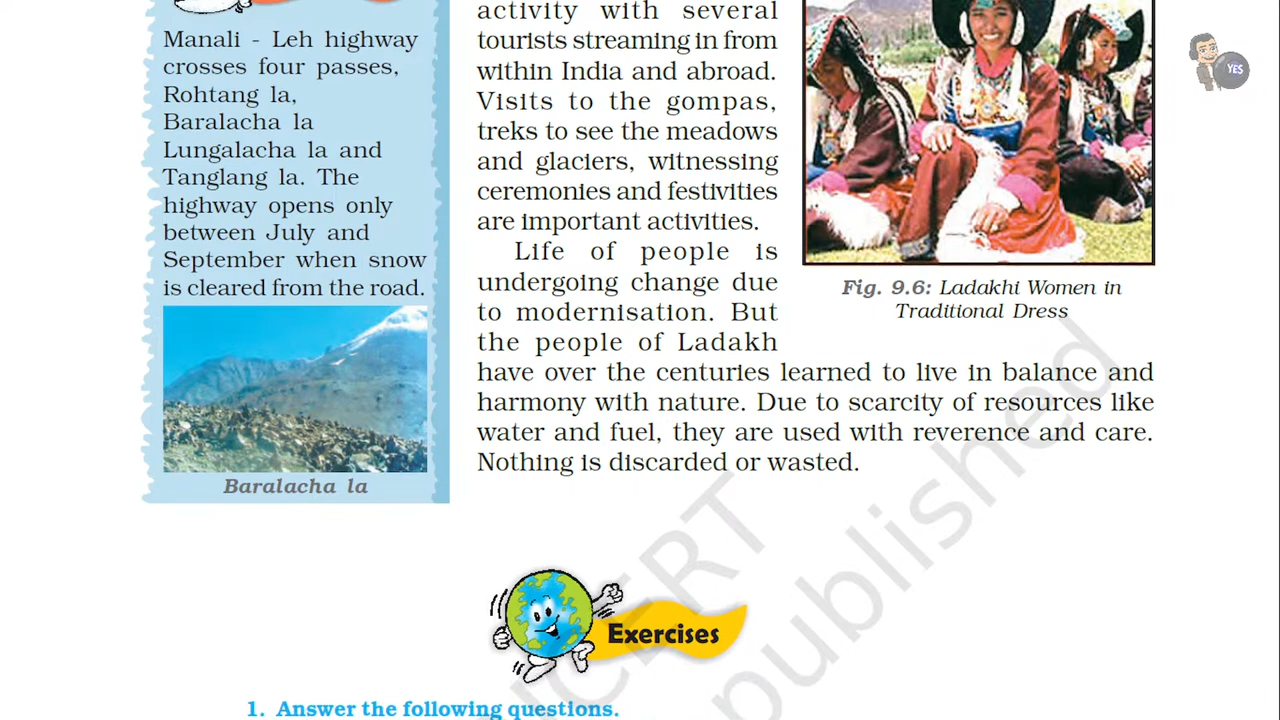 Manali - Leh highway
crosses four passes,
Rohtang la,
Baralacha la
Lungalacha la and
Tanglang la. The
highway opens only
between July and
September when snow
is cleared from the road.
Baralacha la
activity with several
tourists streaming in from
within India and abroad.
Visits to the gompas,
treks to see the meadows
and glaciers, witnessing
ceremonies and festivities
are important activities.
Life of people is
undergoing change due
to modernisation. But
the people of Ladakh
have over the centuries learned to live in balance and
harmony with nature. Due to scarcity of resources like
water and fuel, they are used with reverence and care.
Nothing is discarded or wasted.
Fig. 9.6: Ladakhi Women in
Traditional Dress
YES
Exercises
1. Answer the following questions.
NCERT
published